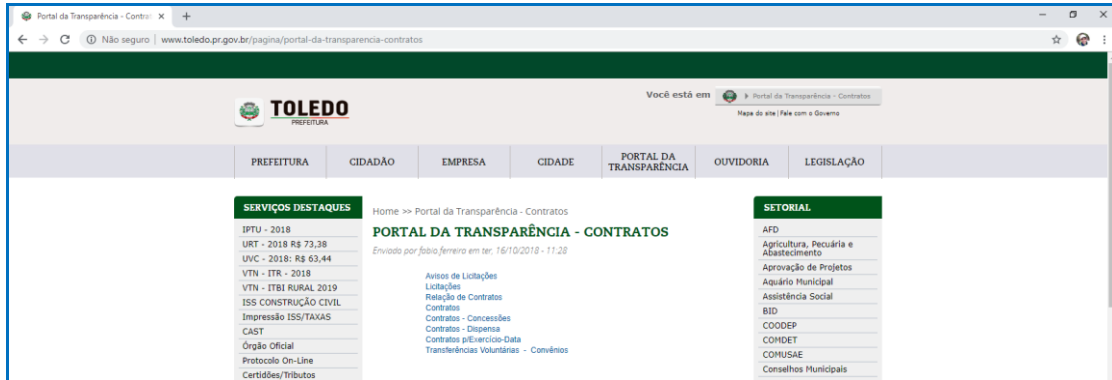 Portal da Transparência - Contrat
Não seguro | www.toledo.pr.gov.br/pagina/portal-da-transparencia-contratos
TOLEDO
PREFEITURA
Você está em
Portal da Transparência - Contratos
Mapa do site | Fale com o Governo
PREFEITURA
CIDADÃO
EMPRESA
CIDADE
PORTAL DA
TRANSPARÊNCIA
OUVIDORIA
LEGISLAÇÃO
SERVIÇOS DESTAQUES
IPTU - 2018
URT - 2018 R$ 73,38
UVC - 2018: R$ 63,44
VTN - ITR - 2018
VTN - ITBI RURAL 2019
ISS CONSTRUÇÃO CIVIL
Impressão ISS/TAXAS
CAST
Órgão Oficial
Protocolo On-Line
Certidões/Tributos
Home >> Portal da Transparência - Contratos
PORTAL DA TRANSPARÊNCIA - CONTRATOS
Enviado por fabio.ferreira em ter, 16/10/2018 - 11:28
Avisos de Licitações
Licitações
Relação de Contratos
Contratos
Contratos - Concessões
Contratos - Dispensa
Contratos p/Exercício-Data
Transferências Voluntárias - Convênios
SETORIAL
AFD
Agricultura, Pecuária e
Abastecimento
Aprovação de Projetos
Aquário Municipal
Assistência Social
BID
COODEP
COMDET
COMUSAE
Conselhos Municipais